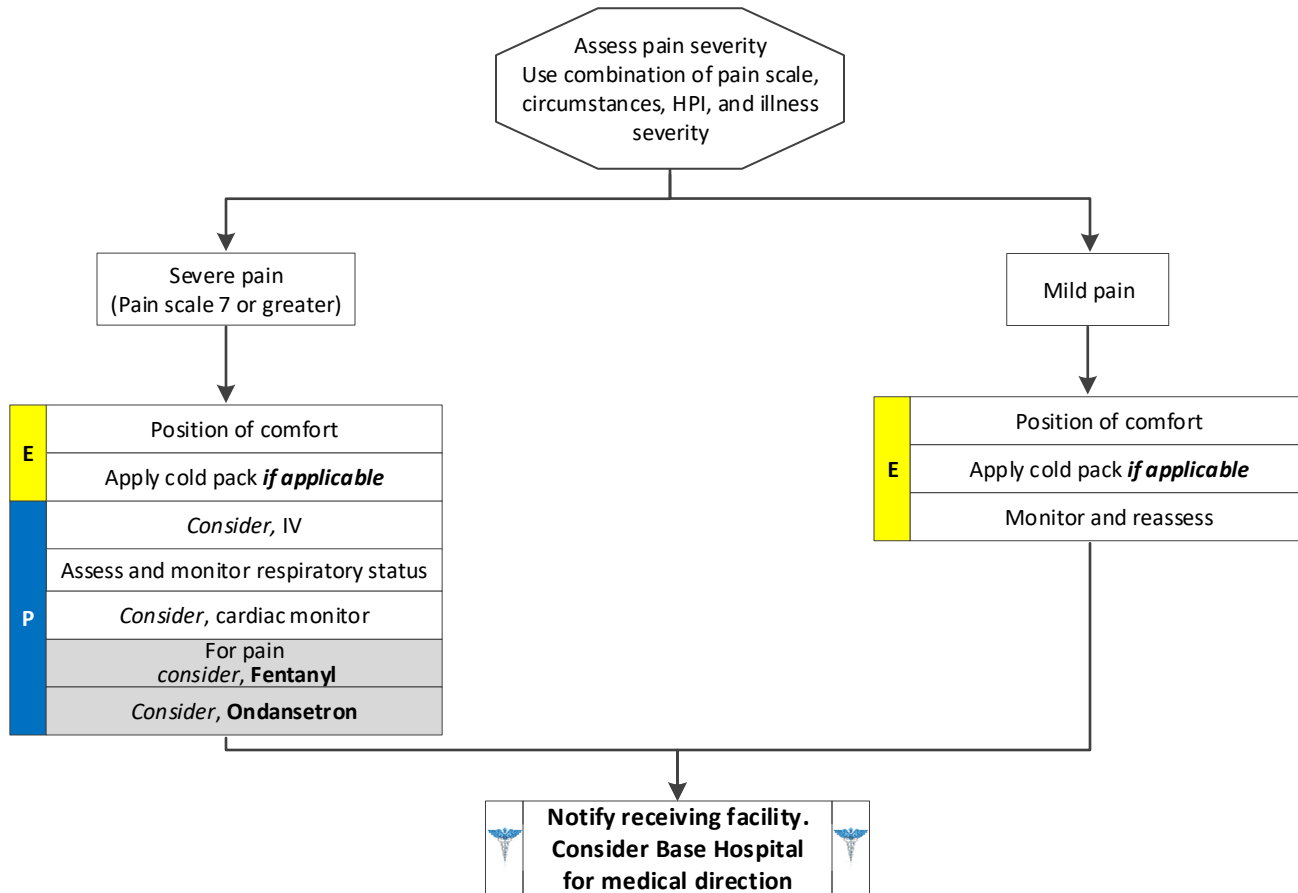 Assess pain severity
Use combination of pain scale,
circumstances, HPI, and illness
severity
Severe pain
(Pain scale 7 or greater)
Mild pain
E
Position of comfort
Apply cold pack if applicable
P
Consider, IV
Assess and monitor respiratory status
Consider, cardiac monitor
For pain
consider, Fentanyl
Consider, Ondansetron
E
Position of comfort
Apply cold pack if applicable
Monitor and reassess
Notify receiving facility.
Consider Base Hospital
for medical direction